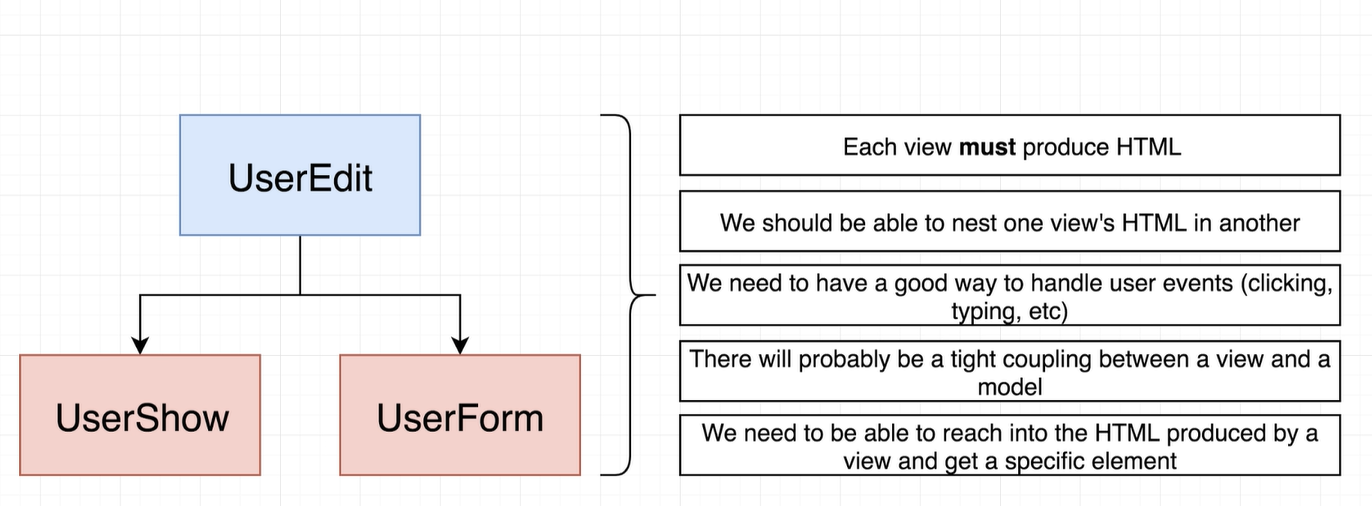 UserEdit
UserShow
UserForm
Each view must produce HTML
We should be able to nest one view's HTML in another
We need to have a good way to handle user events (clicking,
typing, etc)
There will probably be a tight coupling between a view and a
model
We need to be able to reach into the HTML produced by a
view and get a specific element